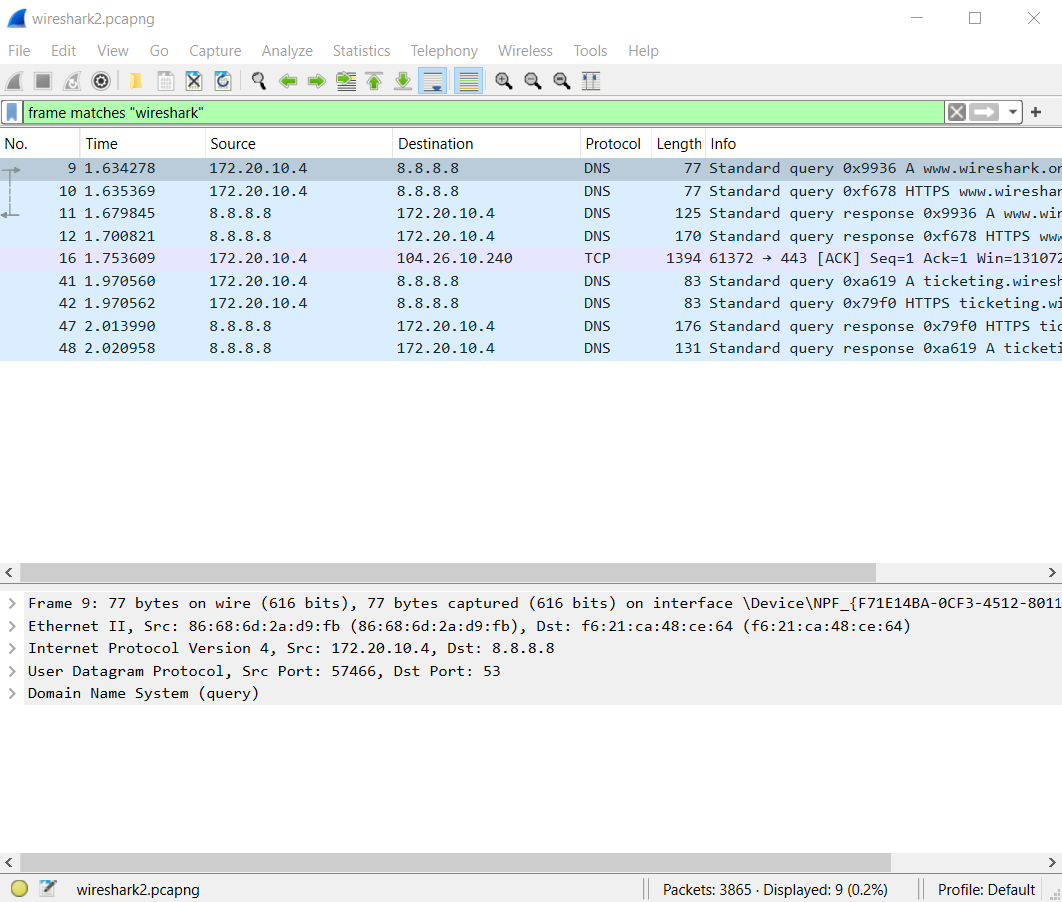 wireshark2.pcapng
File Edit View Go Capture Analyze Statistics Telephony Wireless Tools Help
frame matches "wireshark"
No. Time Source Destination Protocol Length Info
9 1.634278 172.20.10.4 8.8.8.8 DNS 77 Standard query 0x9936 A www.wireshark.or
10 1.635369 172.20.10.4 8.8.8.8 DNS 77 Standard query 0xf678 HTTPS www.wireshar
11 1.679845 8.8.8.8 172.20.10.4 DNS 125 Standard query response 0x9936 A www.wir
12 1.700821 8.8.8.8 172.20.10.4 DNS 170 Standard query response 0xf678 HTTPS www
16 1.753609 172.20.10.4 104.26.10.240 TCP 1394 61372 → 443 [ACK] Seq=1 Ack=1 Win=131072
41 1.970560 172.20.10.4 8.8.8.8 DNS 83 Standard query 0xa619 A ticketing.wiresh
42 1.970562 172.20.10.4 8.8.8.8 DNS 83 Standard query 0x79f0 HTTPS ticketing.wi
47 2.013990 8.8.8.8 172.20.10.4 DNS 176 Standard query response 0x79f0 HTTPS tic
48 2.020958 8.8.8.8 172.20.10.4 DNS 131 Standard query response 0xa619 A ticketi
Frame 9: 77 bytes on wire (616 bits), 77 bytes captured (616 bits) on interface \Device\NPF_{F71E14BA-0CF3-4512-8011
Ethernet II, Src: 86:68:6d:2a:d9:fb (86:68:6d:2a:d9:fb), Dst: f6:21:ca:48:ce:64 (f6:21:ca:48:ce:64)
Internet Protocol Version 4, Src: 172.20.10.4, Dst: 8.8.8.8
User Datagram Protocol, Src Port: 57466, Dst Port: 53
Domain Name System (query)
wireshark2.pcapng Packets: 3865 · Displayed: 9 (0.2%) Profile: Default